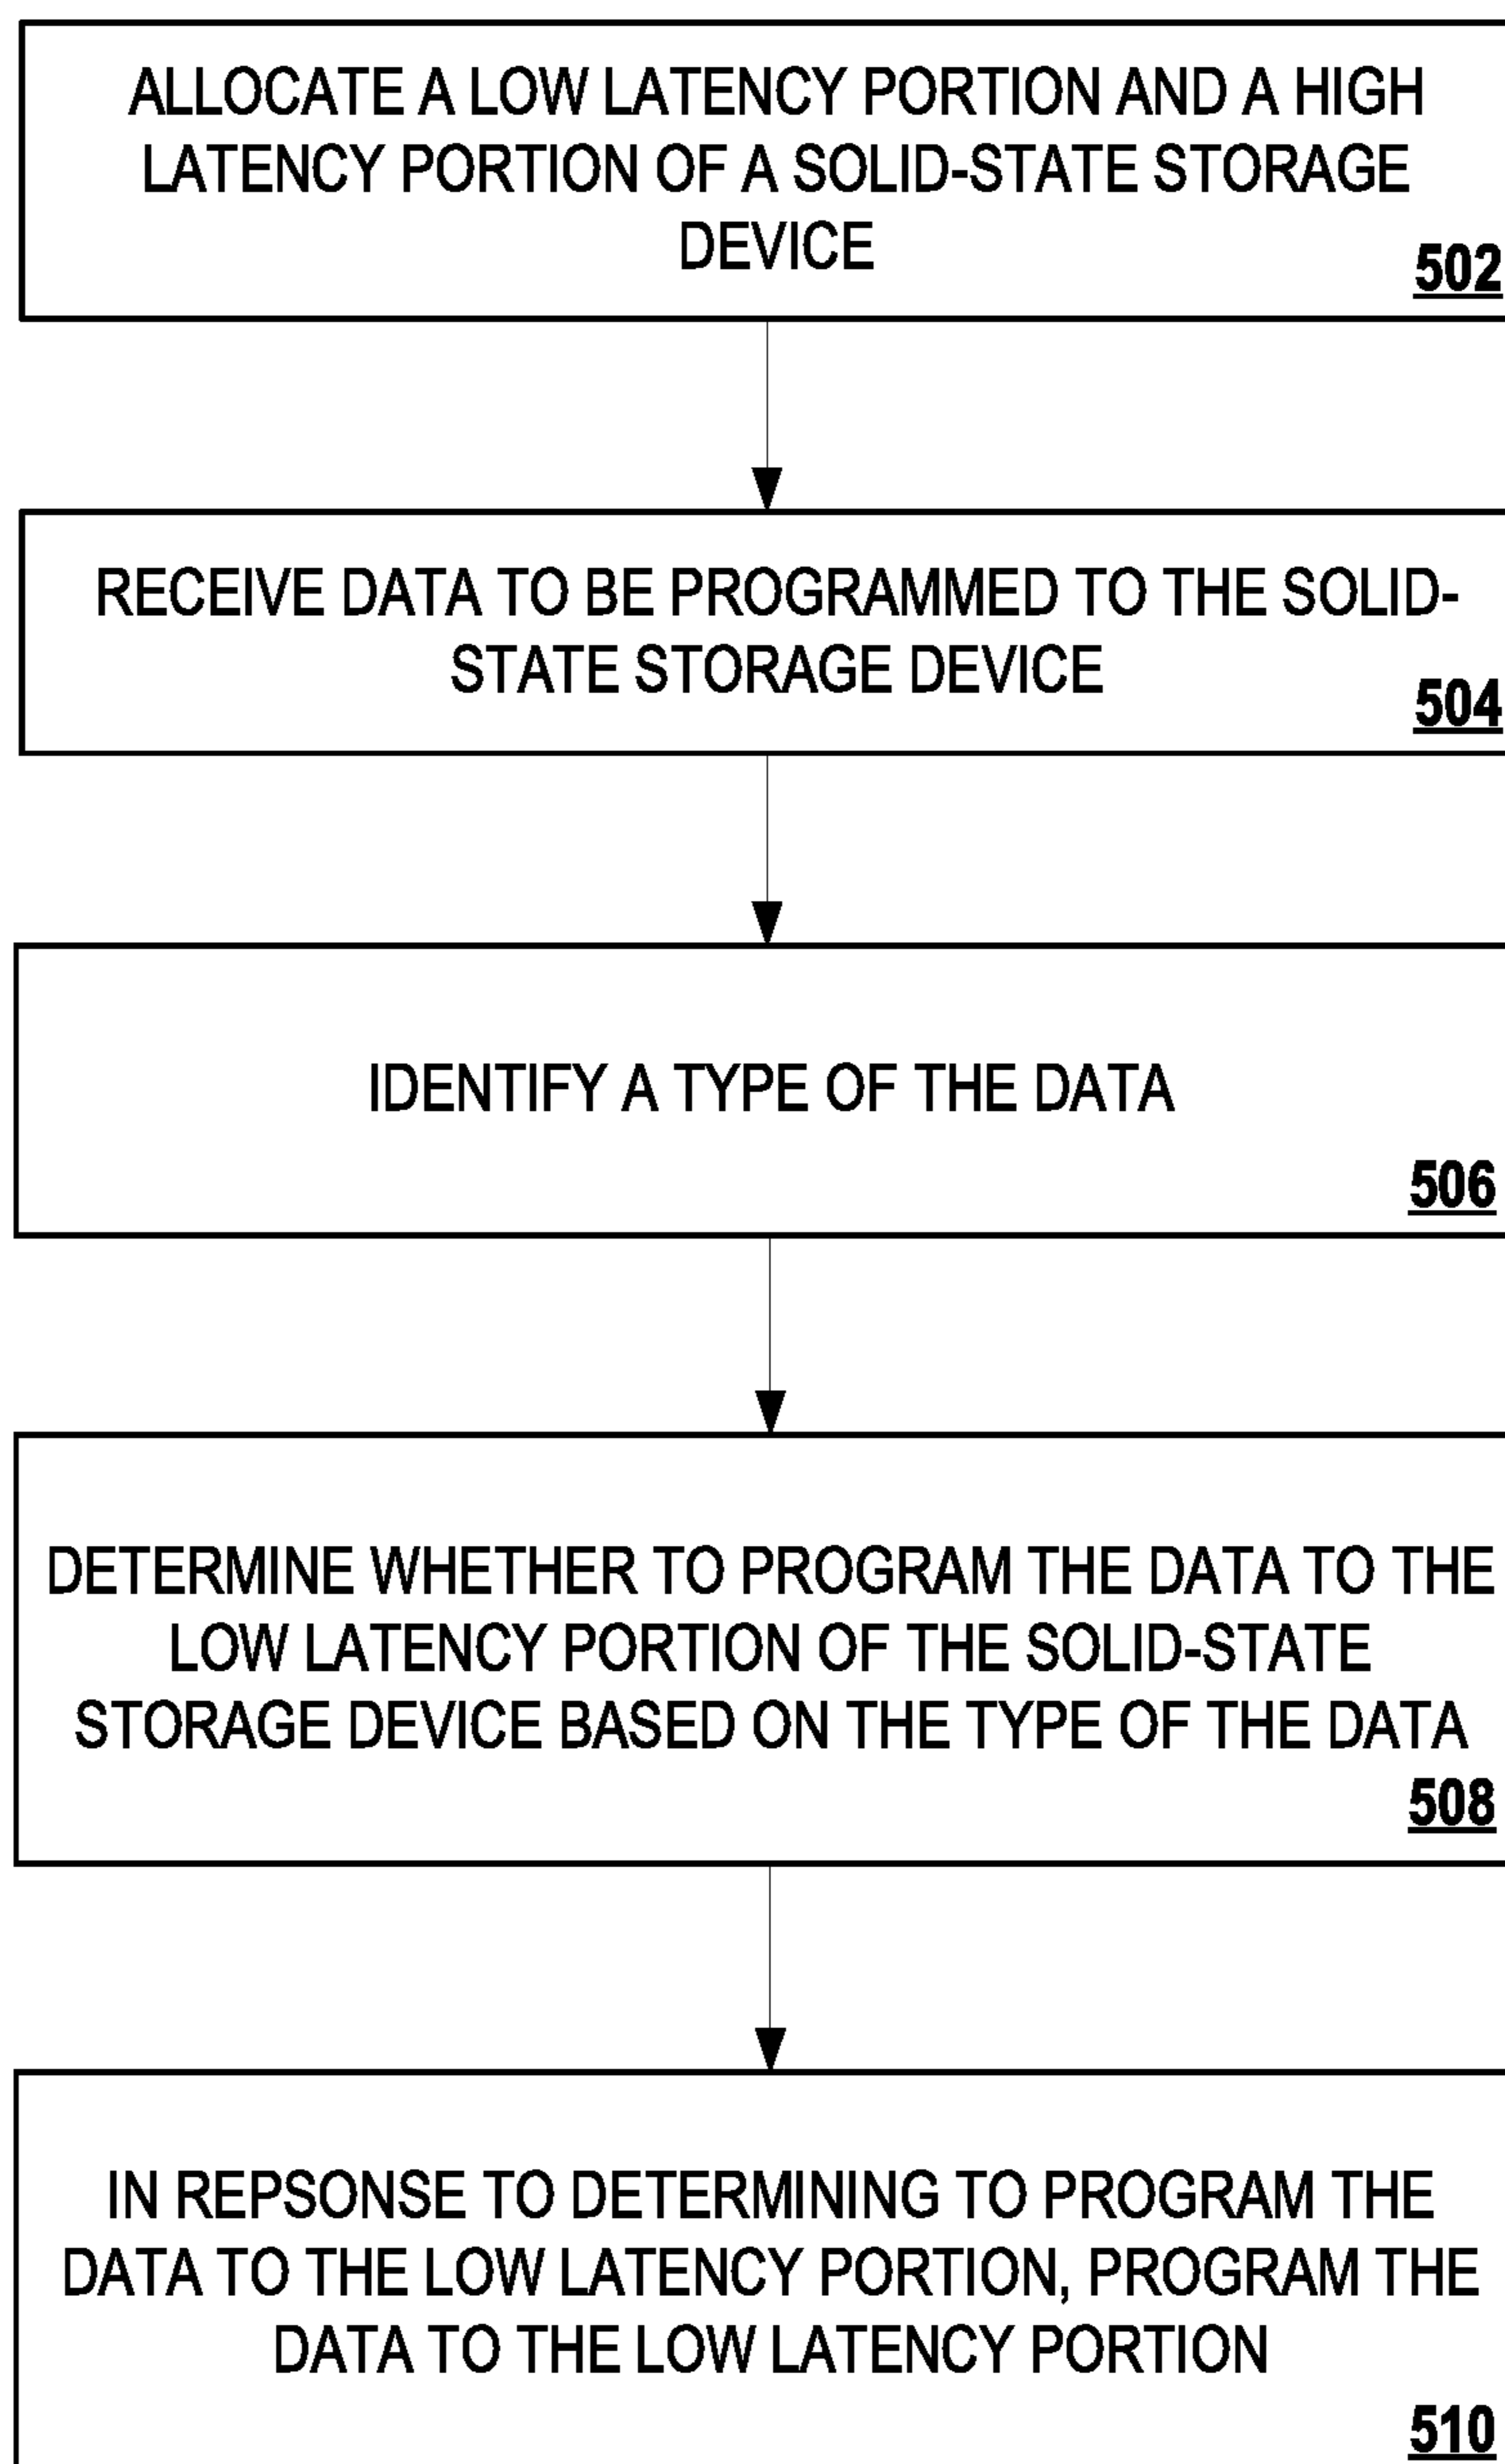 ALLOCATE A LOW LATENCY PORTION AND A HIGH
LATENCY PORTION OF A SOLID-STATE STORAGE
DEVICE
502
RECEIVE DATA TO BE PROGRAMMED TO THE SOLID-
STATE STORAGE DEVICE
504
IDENTIFY A TYPE OF THE DATA
506
DETERMINE WHETHER TO PROGRAM THE DATA TO THE
LOW LATENCY PORTION OF THE SOLID-STATE
STORAGE DEVICE BASED ON THE TYPE OF THE DATA
508
IN REPSONSE TO DETERMINING TO PROGRAM THE
DATA TO THE LOW LATENCY PORTION, PROGRAM THE
DATA TO THE LOW LATENCY PORTION
510